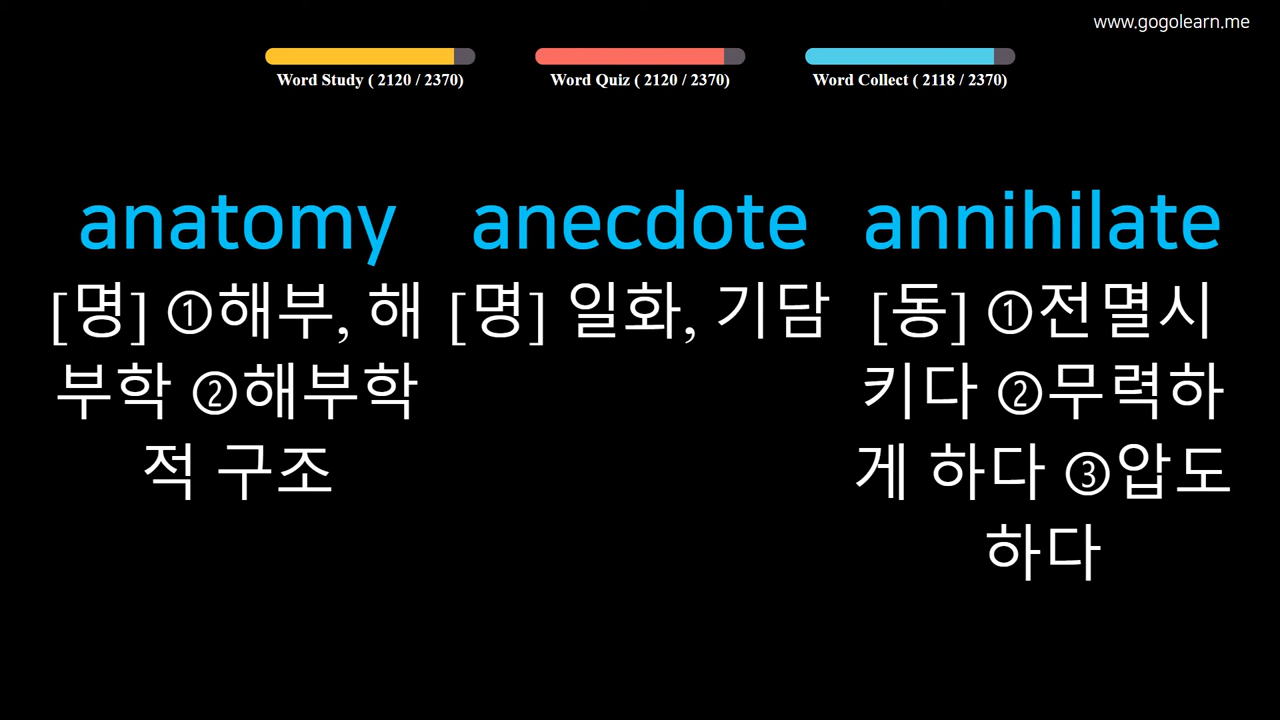 www.gogolearn.me
Word Study ( 2120 / 2370)
Word Quiz ( 2120 / 2370)
Word Collect ( 2118 / 2370)
anatomy
[명] ①해부, 해
부학 ②해부학
적 구조
anecdote
[명] 일화, 기담
annihilate
[동] ①전멸시
키다 ②무력하
게 하다 ③압도
하다